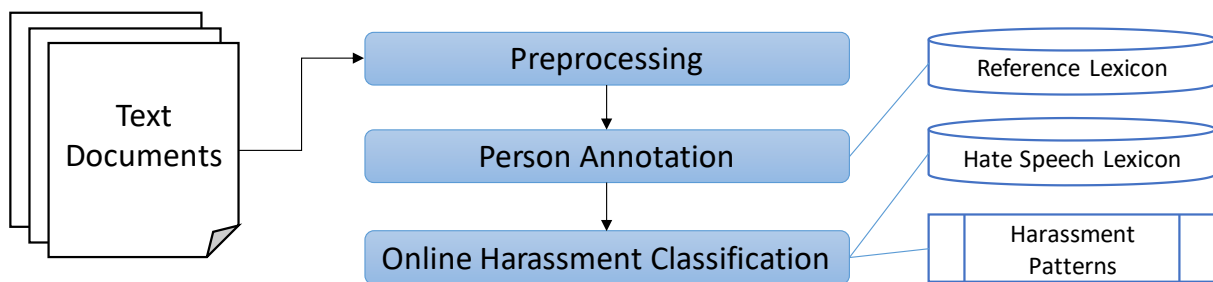 Text
Documents
Preprocessing
Person Annotation
Online Harassment Classification
Reference Lexicon
Hate Speech Lexicon
Harassment
Patterns